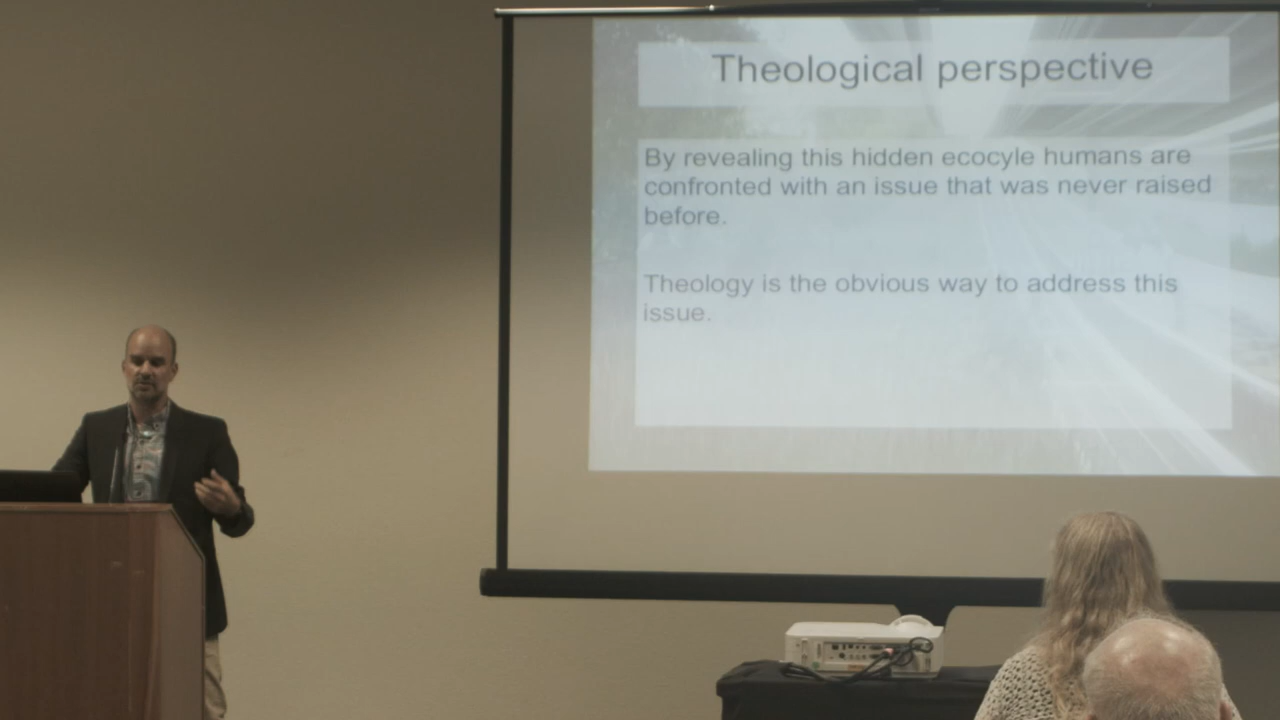 Theological perspective
By revealing this hidden ecocyle humans are
confronted with an issue that was never raised
before.
Theology is the obvious way to address this
issue.